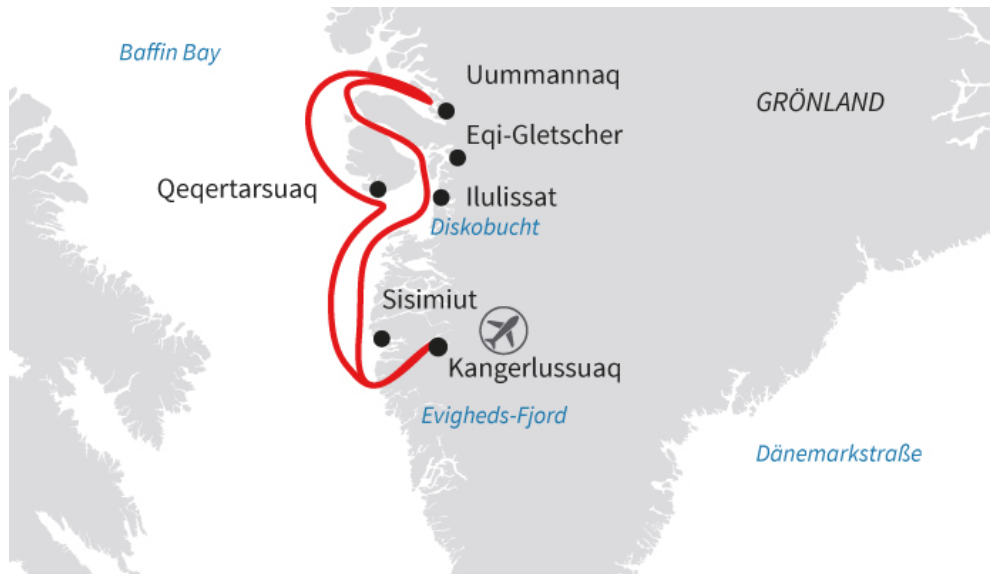 Baffin Bay
Uummannaq
GRÖNLAND
Eqi-Gletscher
Qeqertarsuaq
Ilulissat
Diskobucht
Sisimiut
Kangerlussuaq
Evigheds-Fjord
Dänemarkstraße